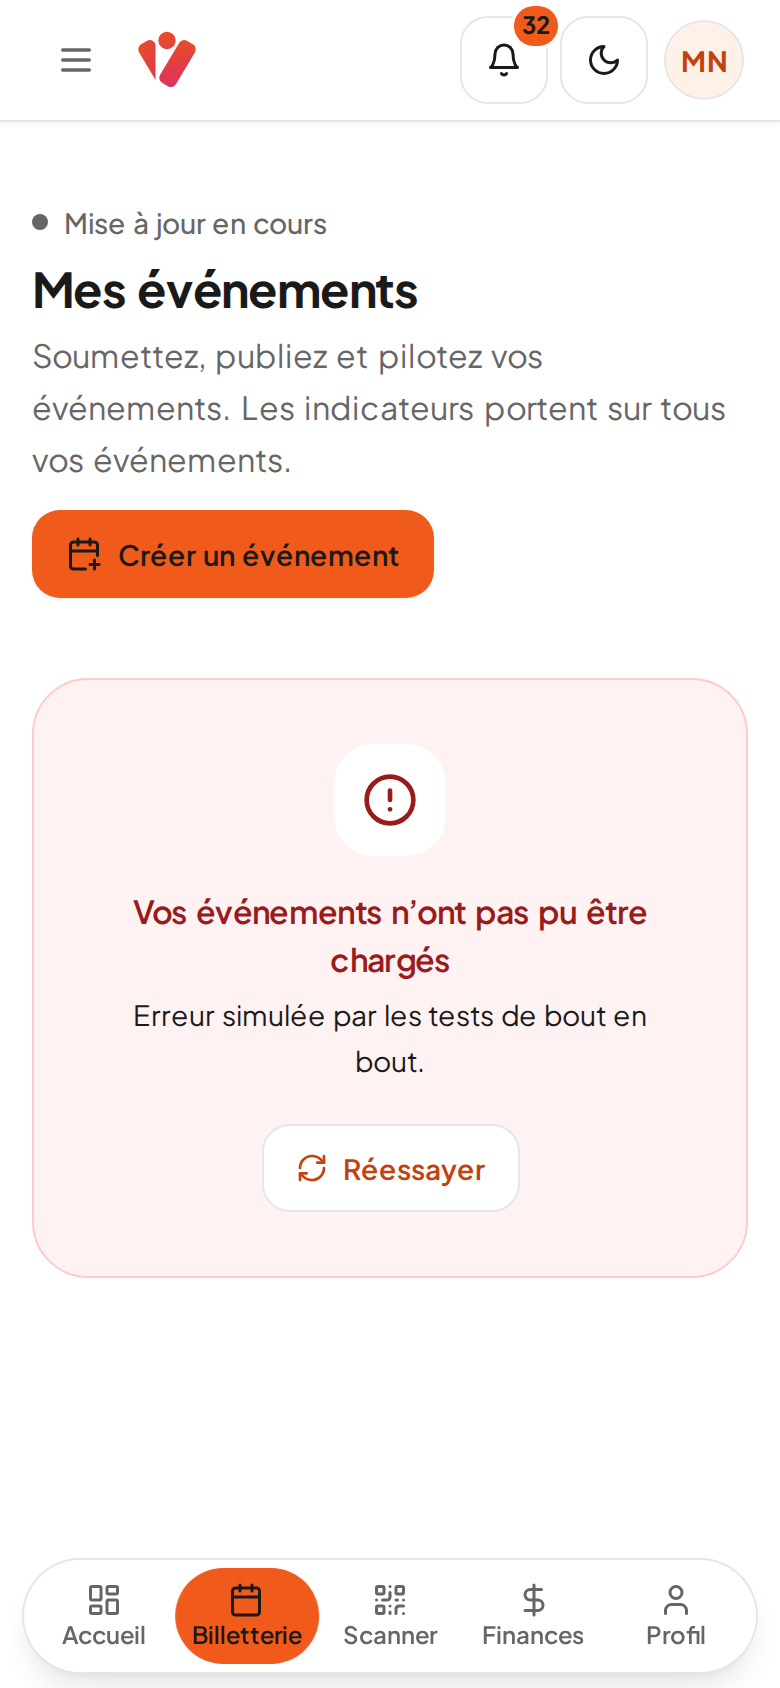 32
MN
Mise à jour en cours
Mes événements
Soumettez, publiez et pilotez vos
événements. Les indicateurs portent sur tous
vos événements.
Créer un événement
Vos événements n’ont pas pu être
chargés
Erreur simulée par les tests de bout en
bout.
Réessayer
Accueil
Billetterie
Scanner
Finances
Profil